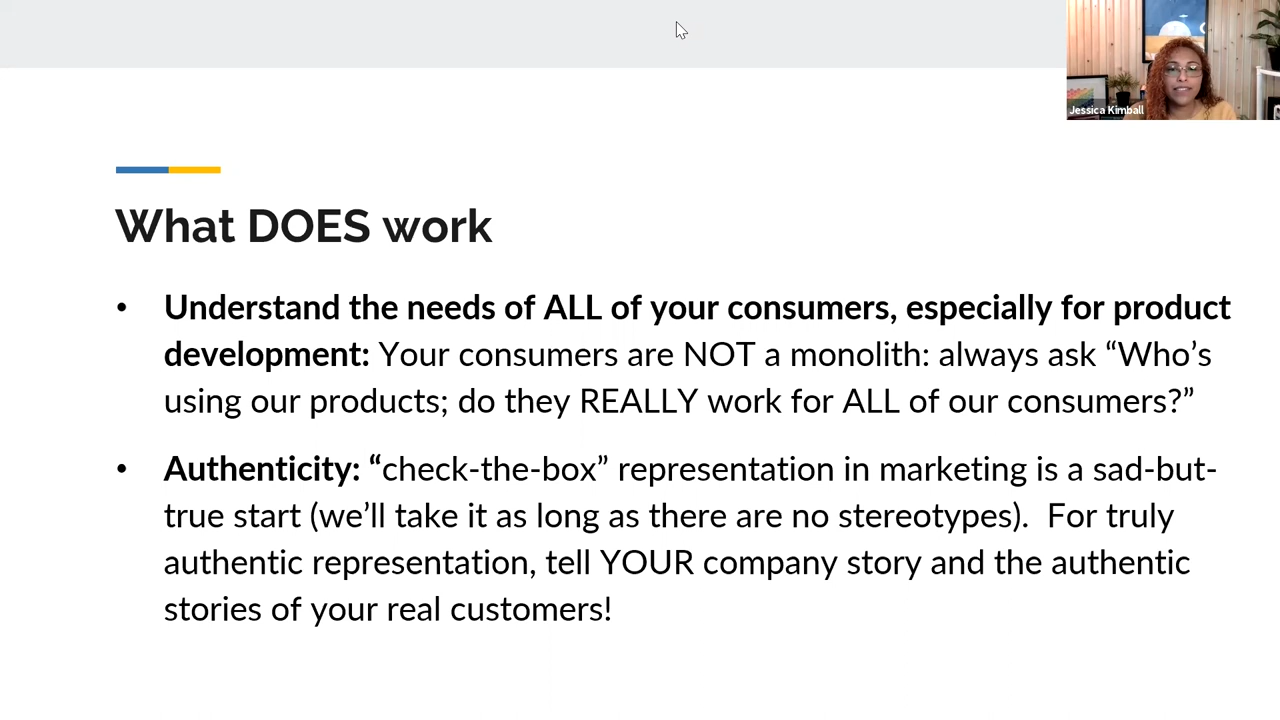 Jessica Kimball
What DOES work
• Understand the needs of ALL of your consumers, especially for product
development: Your consumers are NOT a monolith: always ask “Who’s
using our products; do they REALLY work for ALL of our consumers?”
• Authenticity: “check-the-box” representation in marketing is a sad-but-
true start (we’ll take it as long as there are no stereotypes).  For truly
authentic representation, tell YOUR company story and the authentic
stories of your real customers!